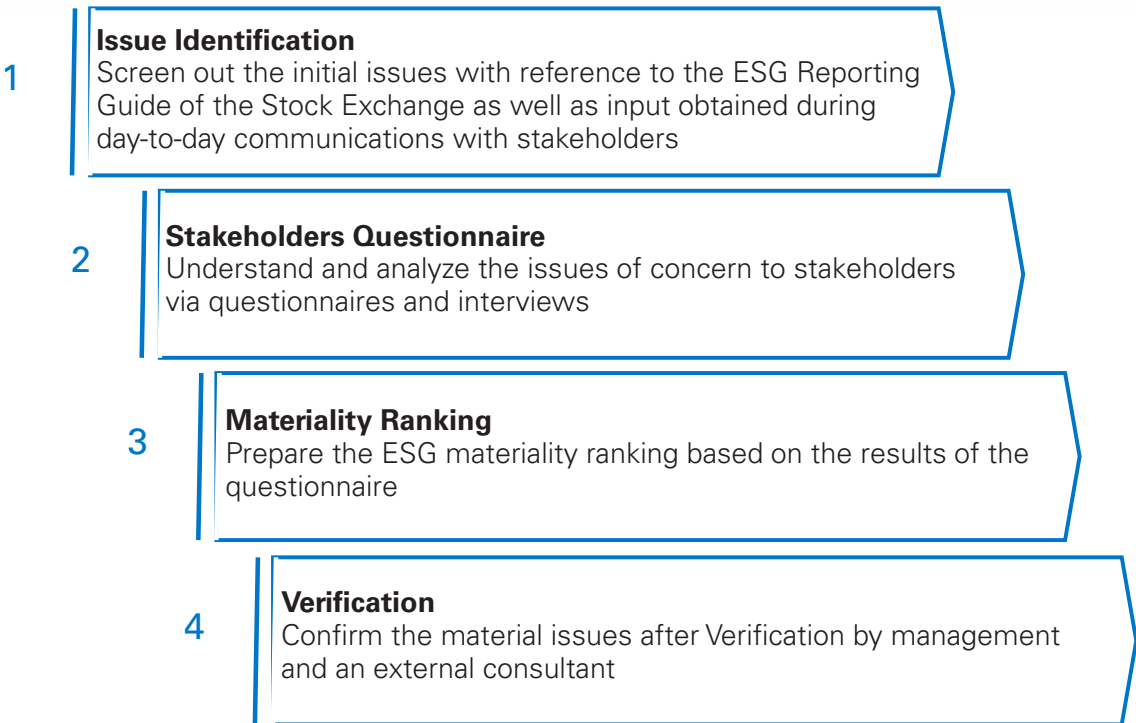 1
Issue Identification
Screen out the initial issues with reference to the ESG Reporting
Guide of the Stock Exchange as well as input obtained during
day-to-day communications with stakeholders
2
Stakeholders Questionnaire
Understand and analyze the issues of concern to stakeholders
via questionnaires and interviews
3
Materiality Ranking
Prepare the ESG materiality ranking based on the results of the
questionnaire
4
Verification
Confirm the material issues after Verification by management
and an external consultant